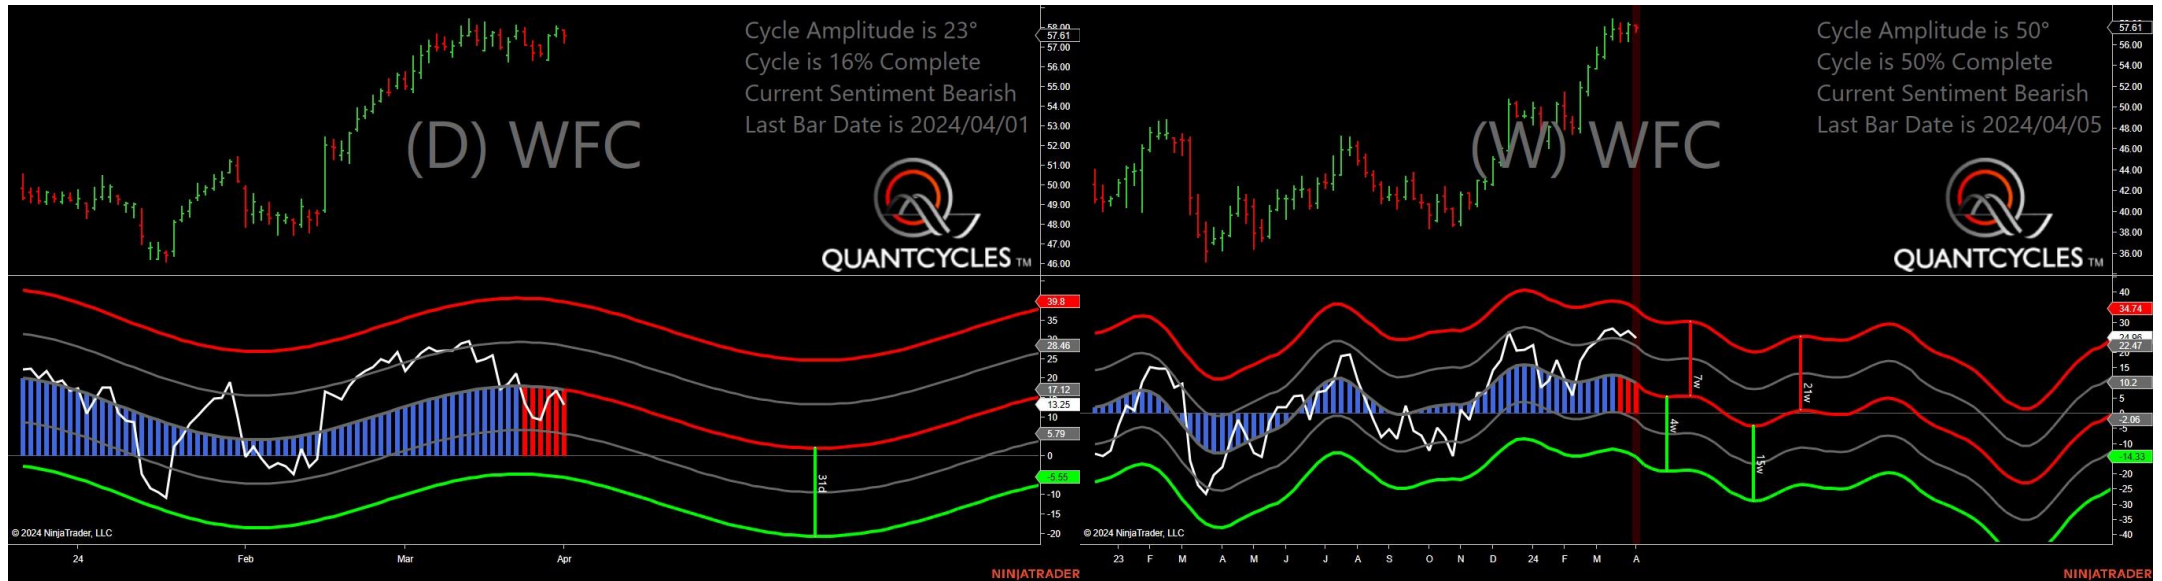 Cycle Amplitude is 23°
Cycle is 16% Complete
Current Sentiment Bearish
Last Bar Date is 2024/04/01
(D) WFC
QUANTCYCLES TM
58.00
57.61
57.00
56.00
55.00
54.00
53.00
52.00
51.00
50.00
49.00
48.00
47.00
46.00
39.8
35
30
28.46
25
20
17.12
13.25
10
5.79
0
-5.55
-10
-15
-20
31d
© 2024 NinjaTrader, LLC
24 Feb Mar Apr
NINJATRADER
Cycle Amplitude is 50°
Cycle is 50% Complete
Current Sentiment Bearish
Last Bar Date is 2024/04/05
(W) WFC
QUANTCYCLES TM
57.61
56.00
54.00
52.00
50.00
48.00
46.00
44.00
42.00
40.00
38.00
36.00
40
34.74
30
22.47
20
15
10.2
5
0
-2.06
-5
-10
-14.33
-20
-25
-30
-35
-40
7w
21w
4w
15w
© 2024 NinjaTrader, LLC
23 F M A M J J A S O N D 24 F M A
NINJATRADER